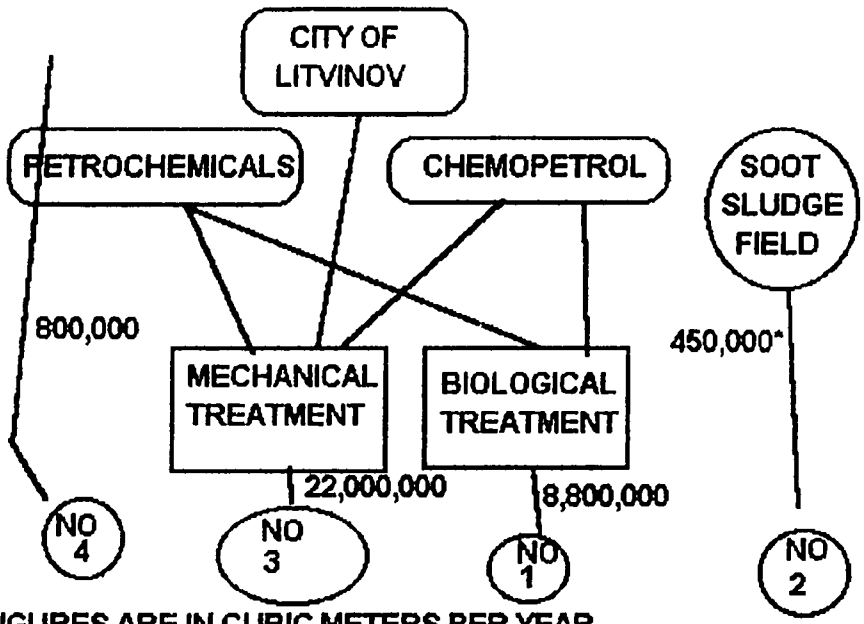 CITY OF
LITVINOV
PETROCHEMICALS
CHEMOPETROL
SOOT
SLUDGE
FIELD
800,000
450,000*
MECHANICAL
TREATMENT
BIOLOGICAL
TREATMENT
22,000,000
8,800,000
NO
4
NO
3
NO
1
NO
2
IGURES ARE IN CUBIC METERS PER YEAR